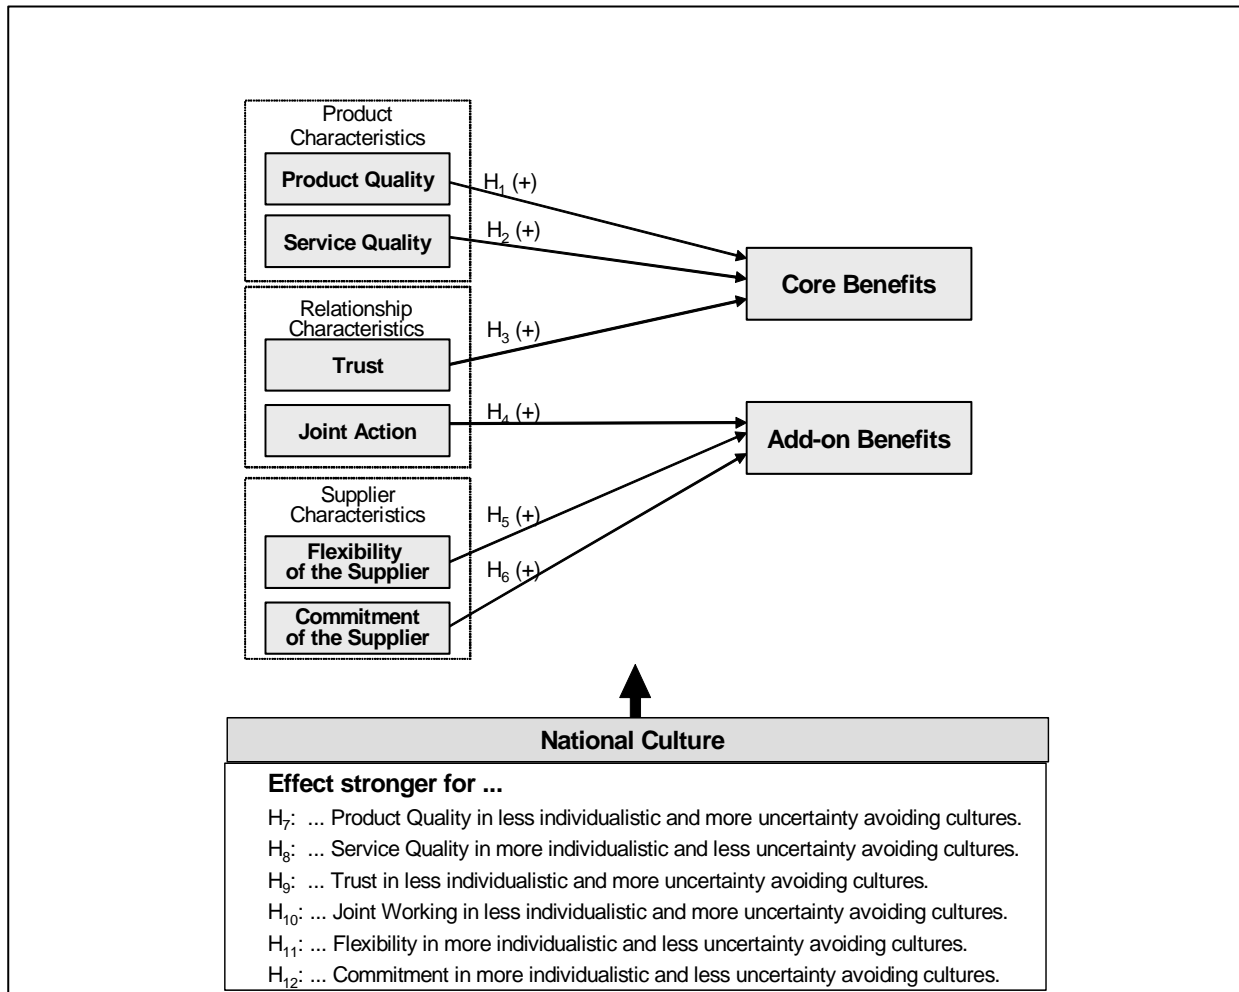 Product
Characteristics
Product Quality
H₁ (+)
Service Quality
H₂ (+)
Core Benefits
Relationship
Characteristics
Trust
H₃ (+)
Joint Action
H₄ (+)
Add-on Benefits
Supplier
Characteristics
Flexibility
of the Supplier
H₅ (+)
Commitment
of the Supplier
H₆ (+)
National Culture
Effect stronger for ...
H₇: ... Product Quality in less individualistic and more uncertainty avoiding cultures.
H₈: ... Service Quality in more individualistic and less uncertainty avoiding cultures.
H₉: ... Trust in less individualistic and more uncertainty avoiding cultures.
H₁₀: ... Joint Working in less individualistic and more uncertainty avoiding cultures.
H₁₁: ... Flexibility in more individualistic and less uncertainty avoiding cultures.
H₁₂: ... Commitment in more individualistic and less uncertainty avoiding cultures.